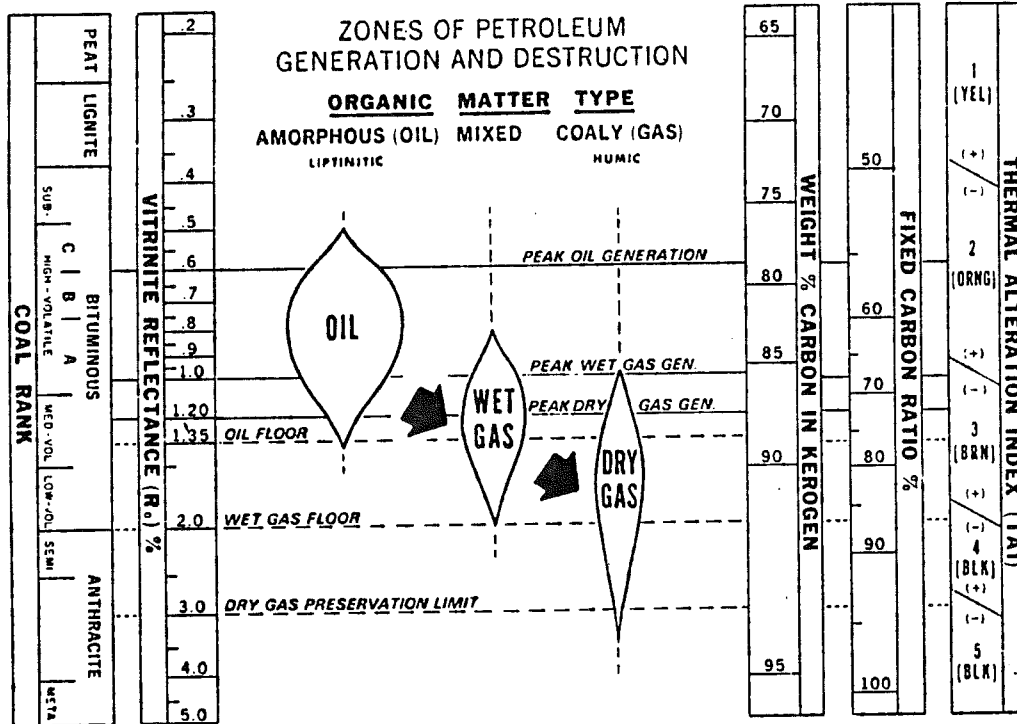 ZONES OF PETROLEUM
GENERATION AND DESTRUCTION
ORGANIC MATTER TYPE
AMORPHOUS (OIL) MIXED COALY (GAS)
LIPTINITIC HUMIC
COAL RANK
PEAT
LIGNITE
SUB-
BITUMINOUS
HIGH-VOLATILE
C
B
A
MED-VOL
LOW-VOL
SEMI
ANTHRACITE
META
VITRINITE REFLECTANCE (Ro) %
.2
.3
.4
.5
.6
.7
.8
.9
1.0
1.20
1.35
2.0
3.0
4.0
5.0
PEAK OIL GENERATION
OIL
PEAK WET GAS GEN.
WET
GAS
PEAK DRY GAS GEN.
OIL FLOOR
DRY
GAS
WET GAS FLOOR
DRY GAS PRESERVATION LIMIT
WEIGHT % CARBON IN KEROGEN
65
70
75
80
85
90
95
FIXED CARBON RATIO %
50
60
70
80
90
100
THERMAL ALTERATION INDEX (TAI)
1
(YEL)
(+)
(-)
2
(ORNG)
(+)
(-)
3
(BRN)
(+)
(-)
4
(BLK)
(+)
(-)
5
(BLK)